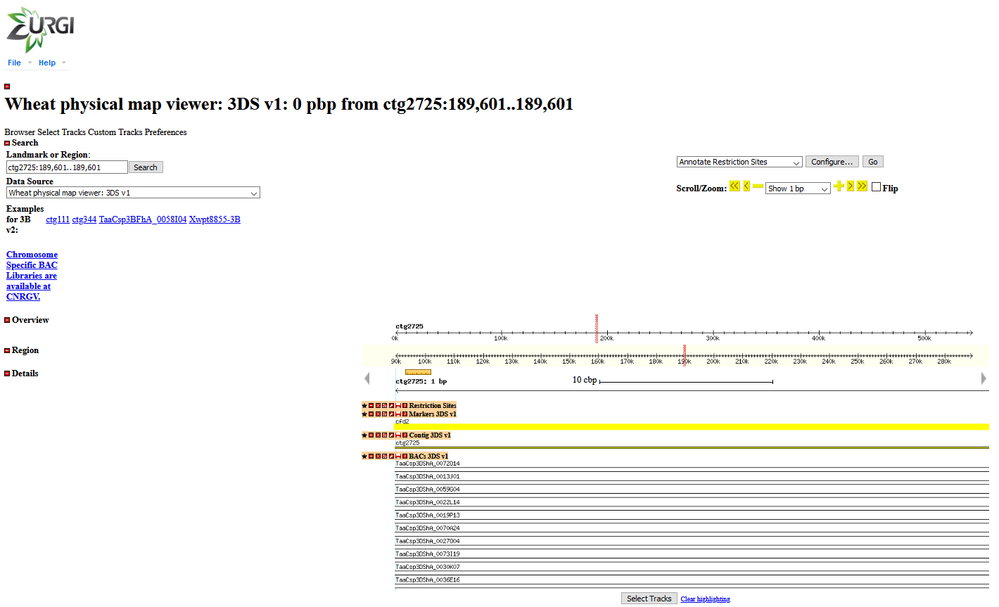 URGI
File Help
Wheat physical map viewer: 3DS v1: 0 pbp from ctg2725:189,601..189,601
Browser Select Tracks Custom Tracks Preferences
Search
Landmark or Region:
ctg2725:189,601..189,601 Search
Annotate Restriction Sites Configure... Go
Data Source
Wheat physical map viewer: 3DS v1
Scroll/Zoom: << < Show 1 bp > >> Flip
Examples
for 3B ctg111 ctg344 TaaCsp3BFhA_0058I04 Xwpt8855-3B
v2:
Chromosome
Specific BAC
Libraries are
available at
CNRGV.
Overview
ctg2725
0k 100k 200k 300k 400k 500k
Region
90k 100k 110k 120k 130k 140k 150k 160k 170k 180k 190k 200k 210k 220k 230k 240k 250k 260k 270k 280k
Details
ctg2725: 1 bp 10 cbp
Restriction Sites
Markers 3DS v1
cfd2
Contig 3DS v1
ctg2725
BACs 3DS v1
TaaCsp3DShA_0072D14
TaaCsp3DShA_0013J01
TaaCsp3DShA_0059G04
TaaCsp3DShA_0022L14
TaaCsp3DShA_0019P13
TaaCsp3DShA_0070A24
TaaCsp3DShA_0027O04
TaaCsp3DShA_0073I19
TaaCsp3DShA_0030K07
TaaCsp3DShA_0036E16
Select Tracks Clear highlighting